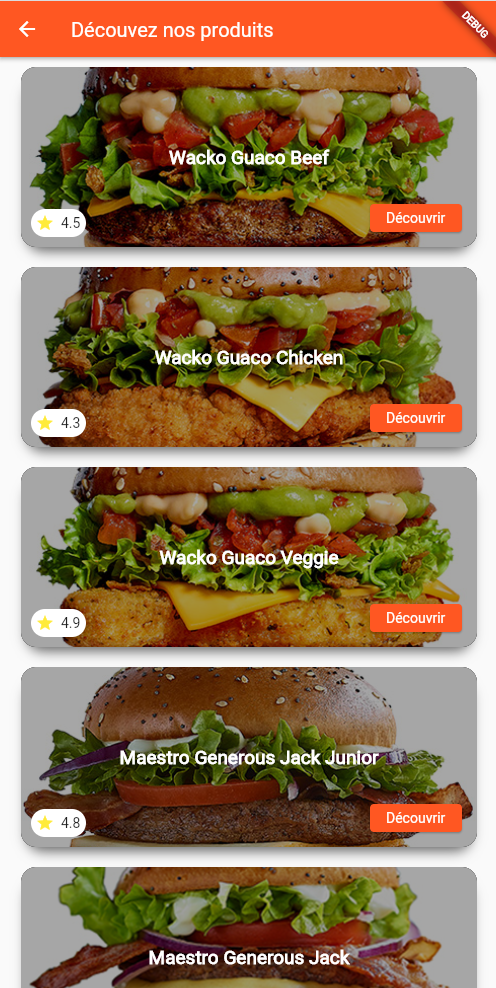 Découvez nos produits
DEBUG
Wacko Guaco Beef
4.5
Découvrir
Wacko Guaco Chicken
4.3
Découvrir
Wacko Guaco Veggie
4.9
Découvrir
Maestro Generous Jack Junior
4.8
Découvrir
Maestro Generous Jack